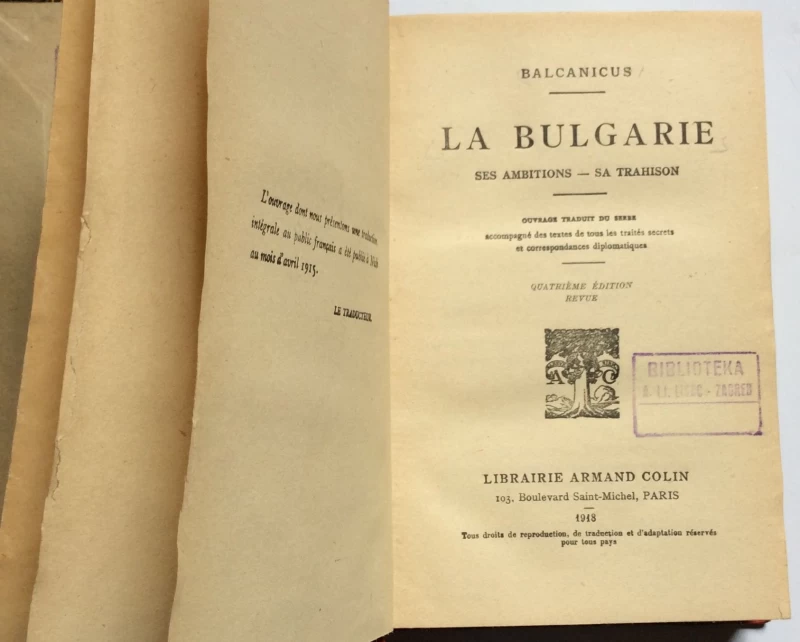 L'ouvrage dont nous présentons une traduction
intégrale au public français a été publié à Nish
au mois d'avril 1915.
LE TRADUCTEUR.
BALCANICUS
LA BULGARIE
SES AMBITIONS — SA TRAHISON
OUVRAGE TRADUIT DU SERBE
accompagné des textes de tous les traités secrets
et correspondances diplomatiques
QUATRIÈME ÉDITION
REVUE
A C
BIBLIOTEKA
- ZAGREB
LIBRAIRIE ARMAND COLIN
103, Boulevard Saint-Michel, PARIS
1918
Tous droits de reproduction, de traduction et d'adaptation réservés
pour tous pays